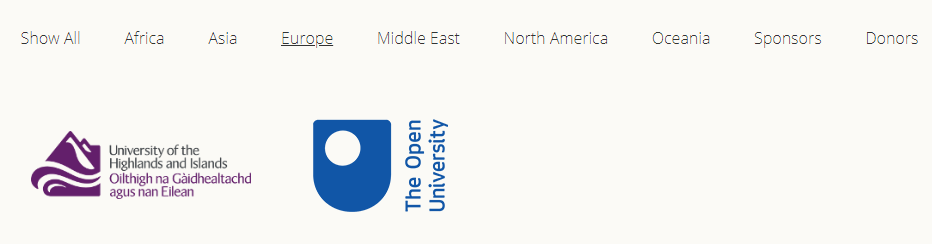 Show All Africa Asia Europe Middle East North America Oceania Sponsors Donors
University of the
Highlands and Islands
Oilthigh na Gàidhealtachd
agus nan Eilean
The Open
University